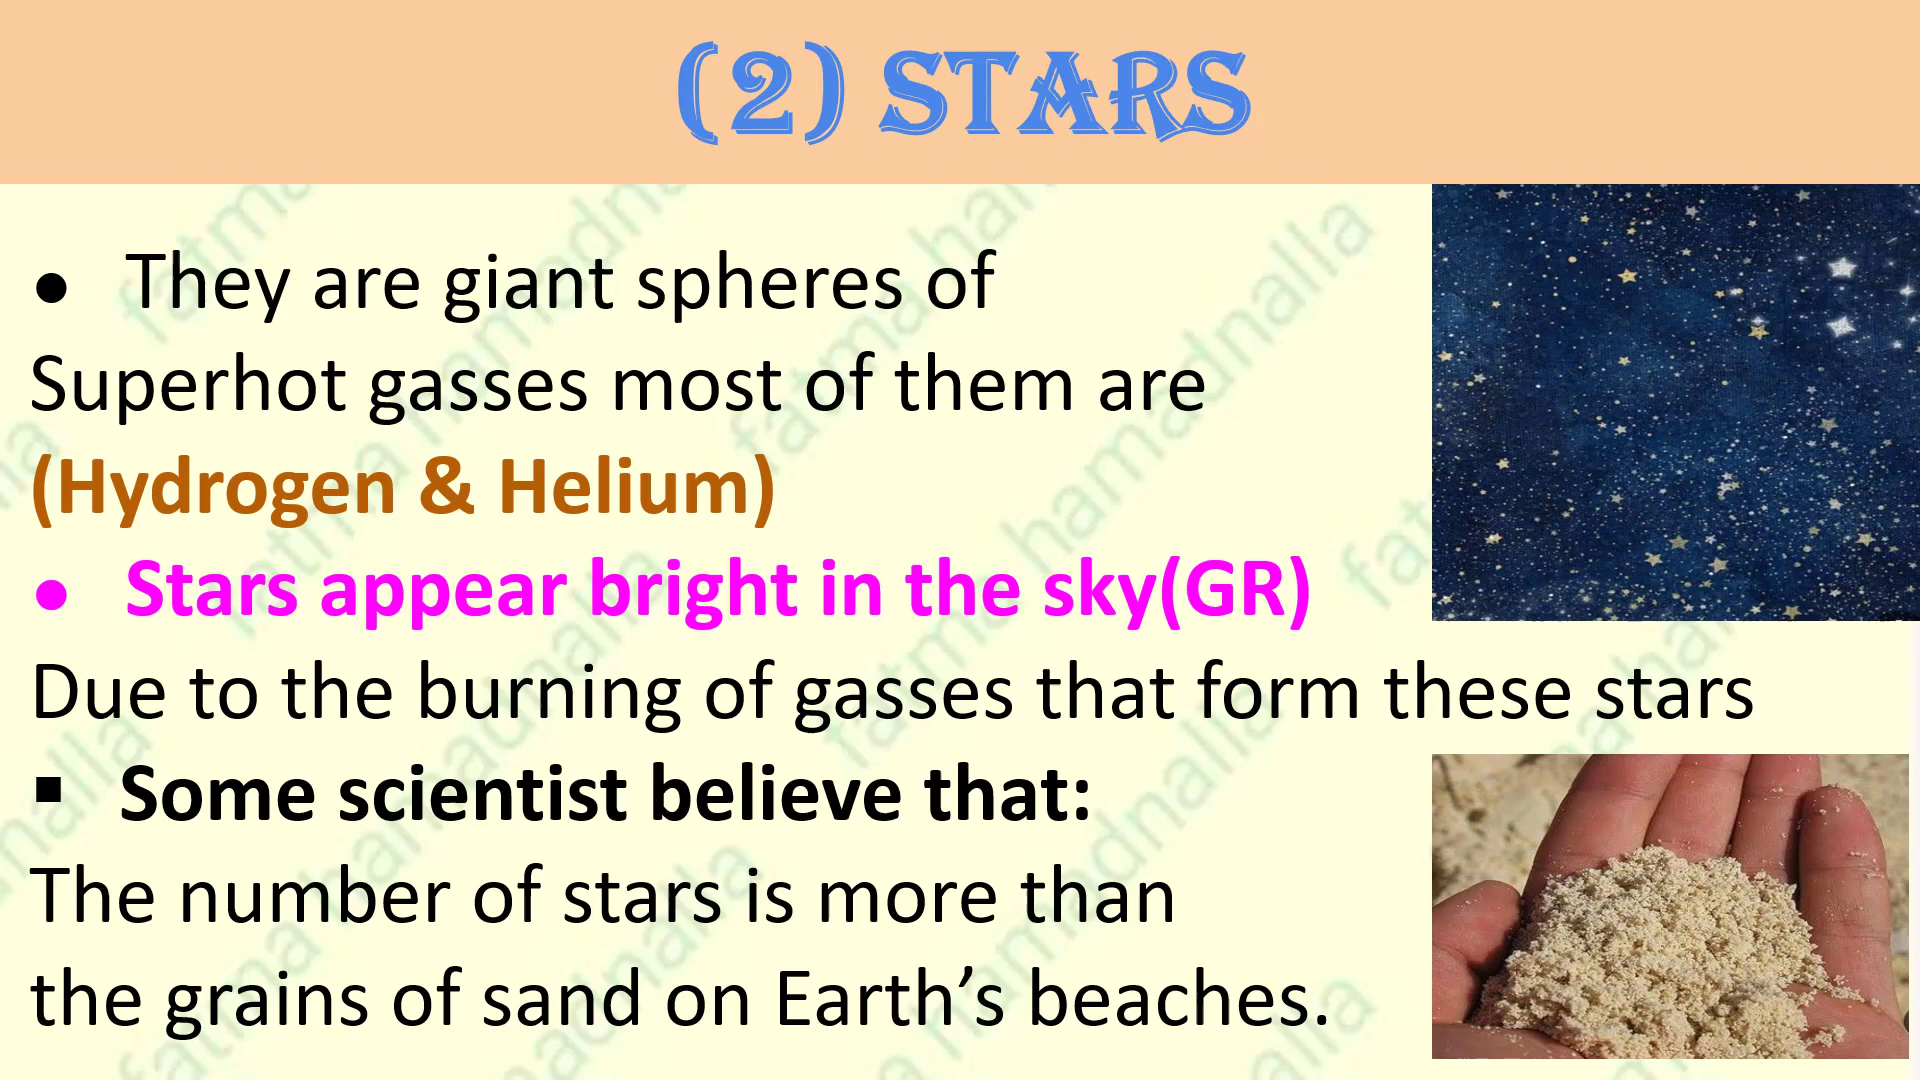 (2) STARS
● They are giant spheres of
Superhot gasses most of them are
(Hydrogen & Helium)
● Stars appear bright in the sky(GR)
Due to the burning of gasses that form these stars
▪ Some scientist believe that:
The number of stars is more than
the grains of sand on Earth’s beaches.
fatma hamadnalla